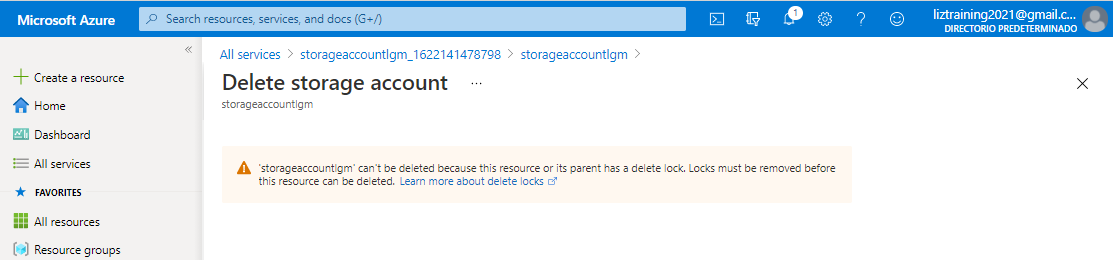 Microsoft Azure
Search resources, services, and docs (G+/)
1
liztraining2021@gmail.c...
DIRECTORIO PREDETERMINADO
All services > storageaccountlgm_1622141478798 > storageaccountlgm >
Delete storage account ...
storageaccountlgm
Create a resource
Home
Dashboard
All services
FAVORITES
All resources
Resource groups
'storageaccountlgm' can't be deleted because this resource or its parent has a delete lock. Locks must be removed before
this resource can be deleted. Learn more about delete locks